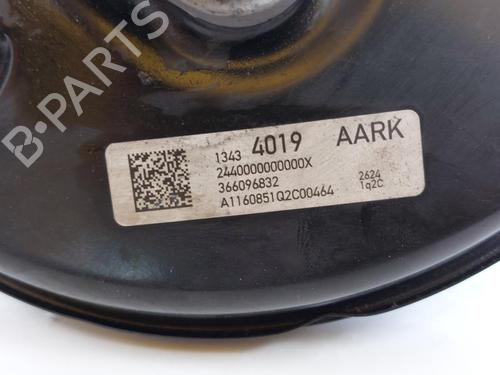 B-PARTS
1343 4019 AARK
2440000000000X
366096832 2624
A1160851Q2C00464 1q2C